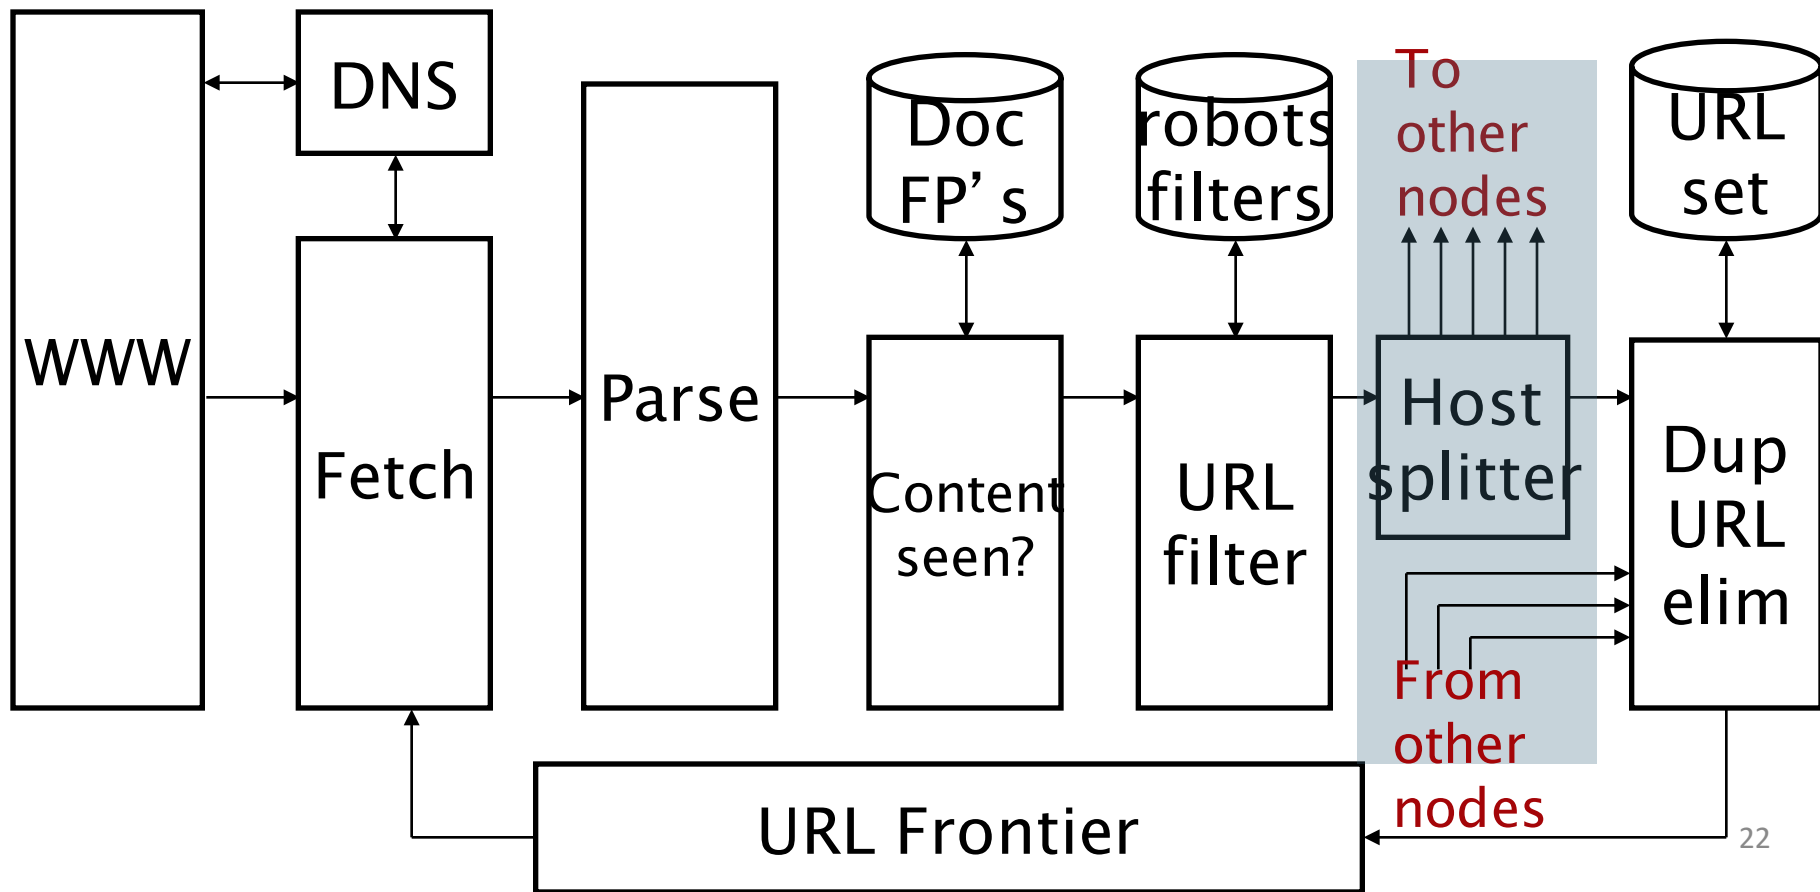 WWW
DNS
Fetch
Parse
Doc
FP’ s
Content
seen?
robots
filters
URL
filter
To
other
nodes
Host
splitter
From
other
nodes
URL
set
Dup
URL
elim
URL Frontier
22